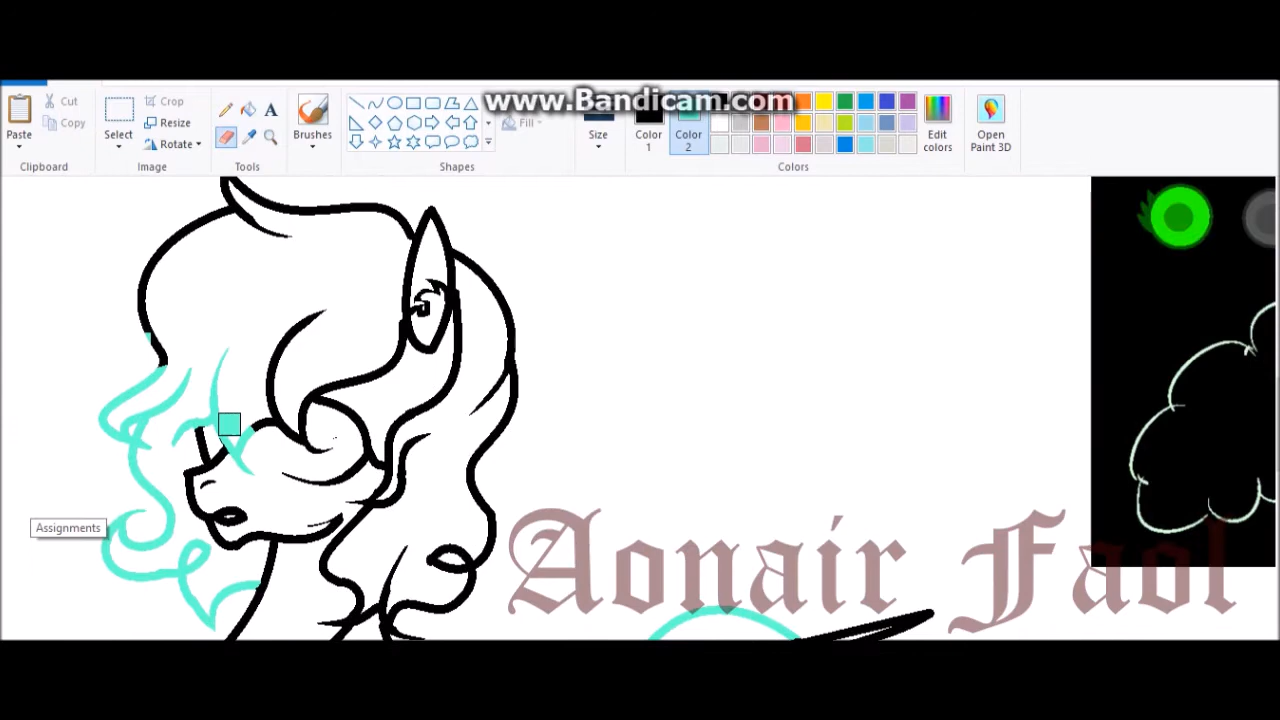 www.Bandicam.com
Cut
Crop
Copy
Resize
Rotate
Paste
Select
Brushes
Fill
Size
Color
1
Color
2
Edit
colors
Open
Paint 3D
Clipboard
Image
Tools
Shapes
Colors
Assignments
Aonair Faol